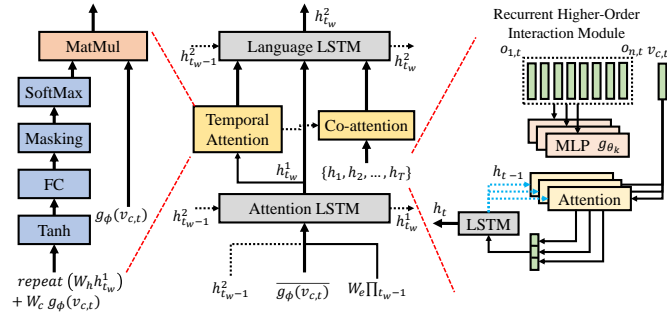 MatMul
SoftMax
Masking
FC
Tanh
g_ϕ(v_{c,t})
repeat (W_h h^1_{t_w})
+ W_c g_ϕ(v_{c,t})
h^2_{t_w}
h^2_{t_w−1}
Language LSTM
h^2_{t_w}
Temporal
Attention
Co-attention
h^1_{t_w}
{h_1, h_2, … , h_T}
h^2_{t_w−1}
Attention LSTM
h^1_{t_w}
h^2_{t_w−1}
g_ϕ(v_{c,t})
W_e∏_{t_w−1}
Recurrent Higher-Order
Interaction Module
o_{1,t}
o_{n,t}
v_{c,t}
MLP g_{θ_k}
h_{t−1}
Attention
h_t
LSTM